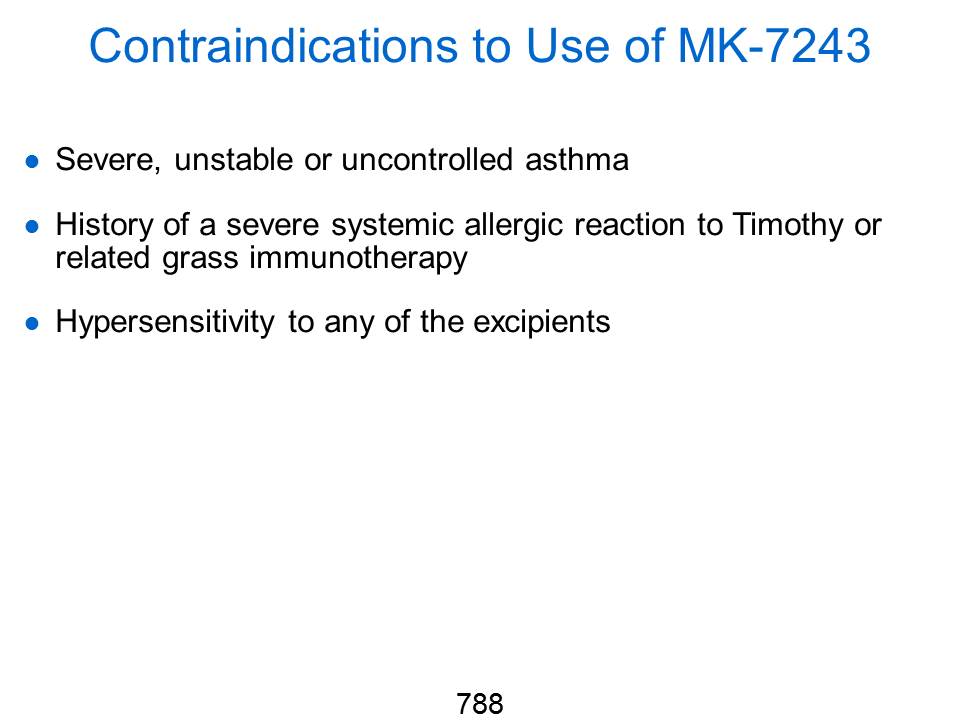 Contraindications to Use of MK-7243
● Severe, unstable or uncontrolled asthma
● History of a severe systemic allergic reaction to Timothy or
related grass immunotherapy
● Hypersensitivity to any of the excipients
788